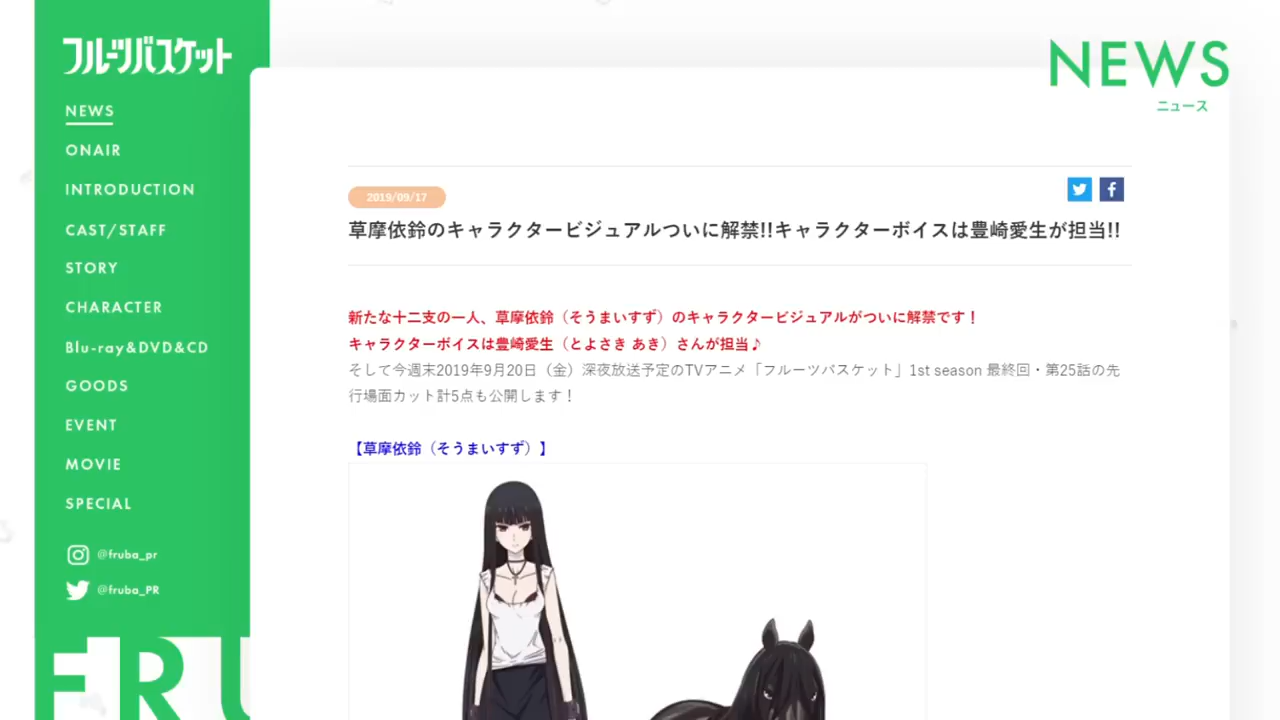 フルーツバスケット
NEWS
ONAIR
INTRODUCTION
CAST/STAFF
STORY
CHARACTER
Blu-ray&DVD&CD
GOODS
EVENT
MOVIE
SPECIAL
@fruba_pr
@fruba_PR
FRU
NEWS
ニュース
2019/09/17
草摩依鈴のキャラクタービジュアルついに解禁!!キャラクターボイスは豊崎愛生が担当!!
新たな十二支の一人、草摩依鈴（そうまいすず）のキャラクタービジュアルがついに解禁です！
キャラクターボイスは豊崎愛生（とよさき あき）さんが担当♪
そして今週末2019年9月20日（金）深夜放送予定のTVアニメ「フルーツバスケット」1st season 最終回・第25話の先
行場面カット計5点も公開します！
【草摩依鈴（そうまいすず）】